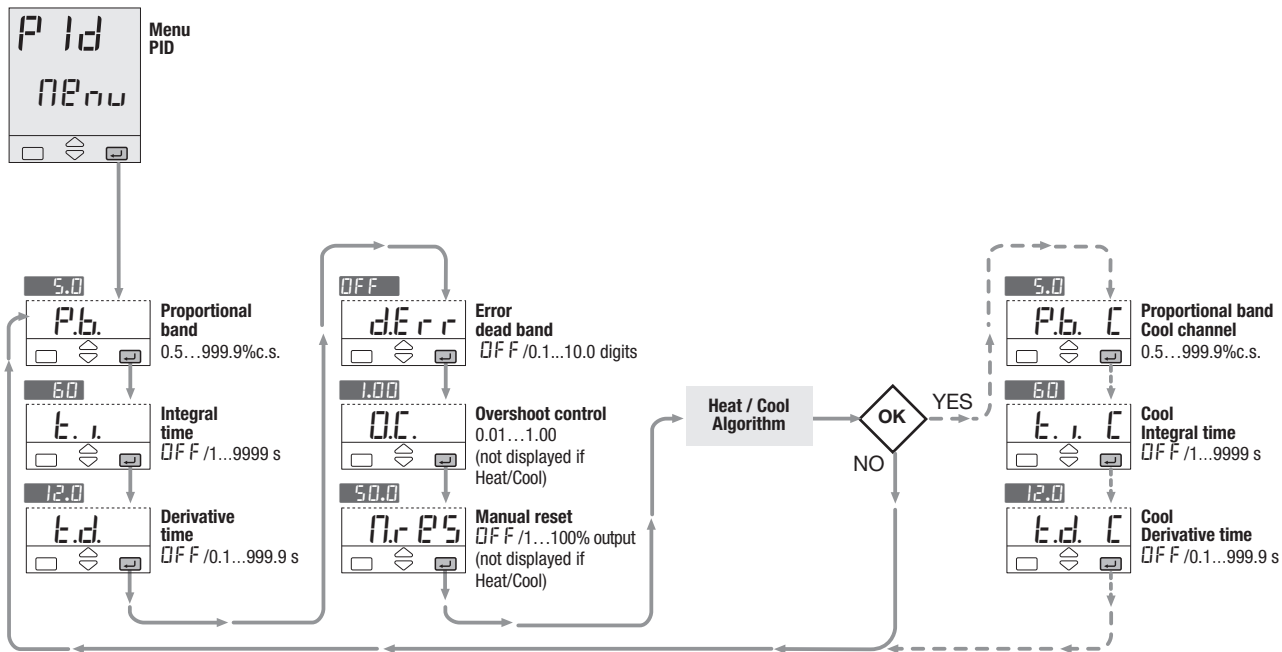 PId
Menu
Menu
PID
5.0
P.b.
Proportional
band
0.5...999.9%c.s.
60
t.i.
Integral
time
OFF/1...9999 s
12.0
t.d.
Derivative
time
OFF/0.1...999.9 s
OFF
d.Err
Error
dead band
OFF/0.1...10.0 digits
1.00
O.C.
Overshoot control
0.01...1.00
(not displayed if
Heat/Cool)
50.0
M.reS
Manual reset
OFF/1...100% output
(not displayed if
Heat/Cool)
Heat / Cool
Algorithm
OK
YES
NO
5.0
P.b. C
Proportional band
Cool channel
0.5...999.9%c.s.
60
t.i. C
Cool
Integral time
OFF/1...9999 s
12.0
t.d. C
Cool
Derivative time
OFF/0.1...999.9 s